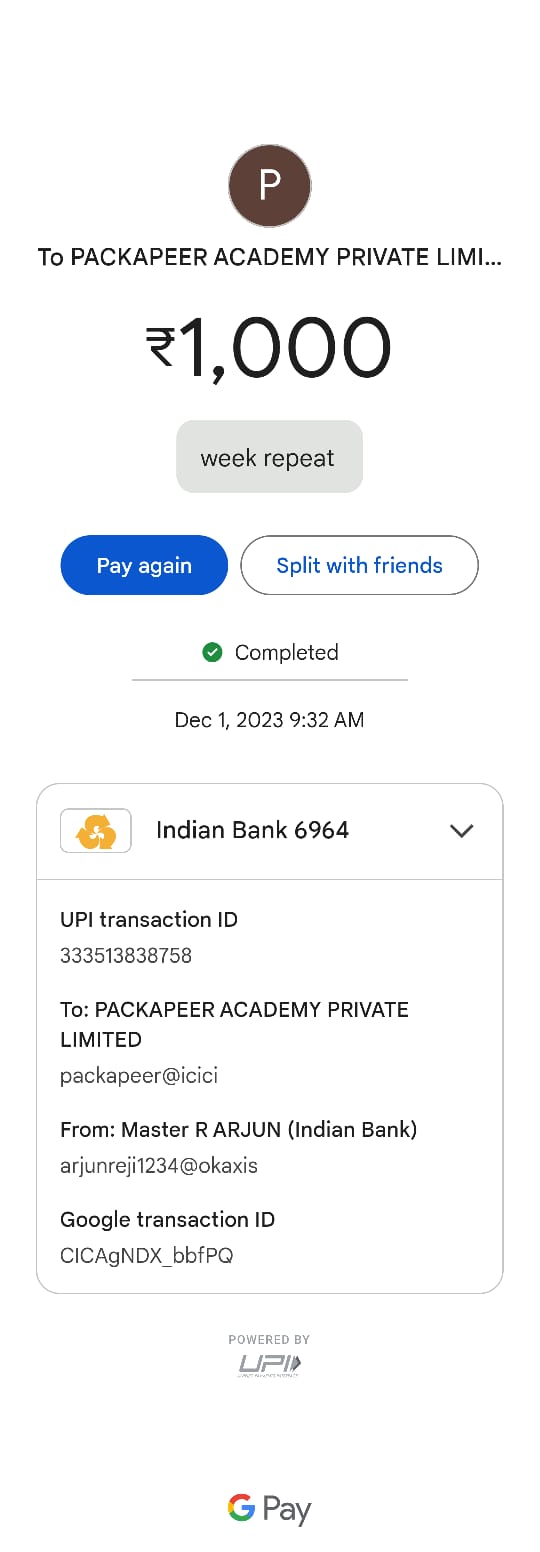 P
To PACKAPEER ACADEMY PRIVATE LIMI...
₹1,000
week repeat
Pay again
Split with friends
Completed
Dec 1, 2023 9:32 AM
Indian Bank 6964
UPI transaction ID
333513838758
To: PACKAPEER ACADEMY PRIVATE
LIMITED
packapeer@icici
From: Master R ARJUN (Indian Bank)
arjunreji1234@okaxis
Google transaction ID
CICAgNDX_bbfPQ
POWERED BY
UPI
G Pay